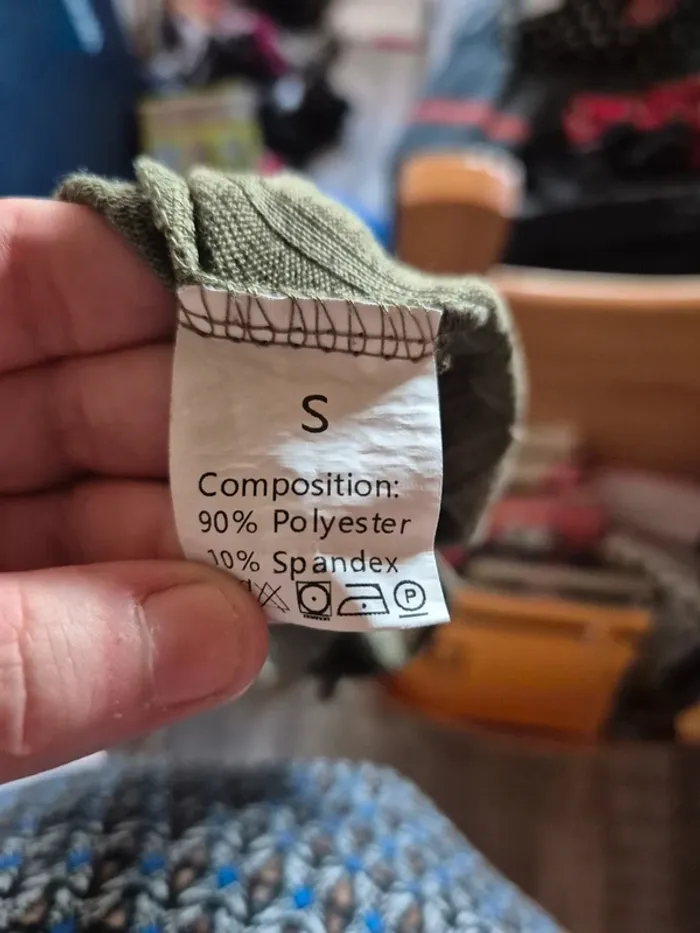 S
Composition:
90% Polyester
10% Spandex
P